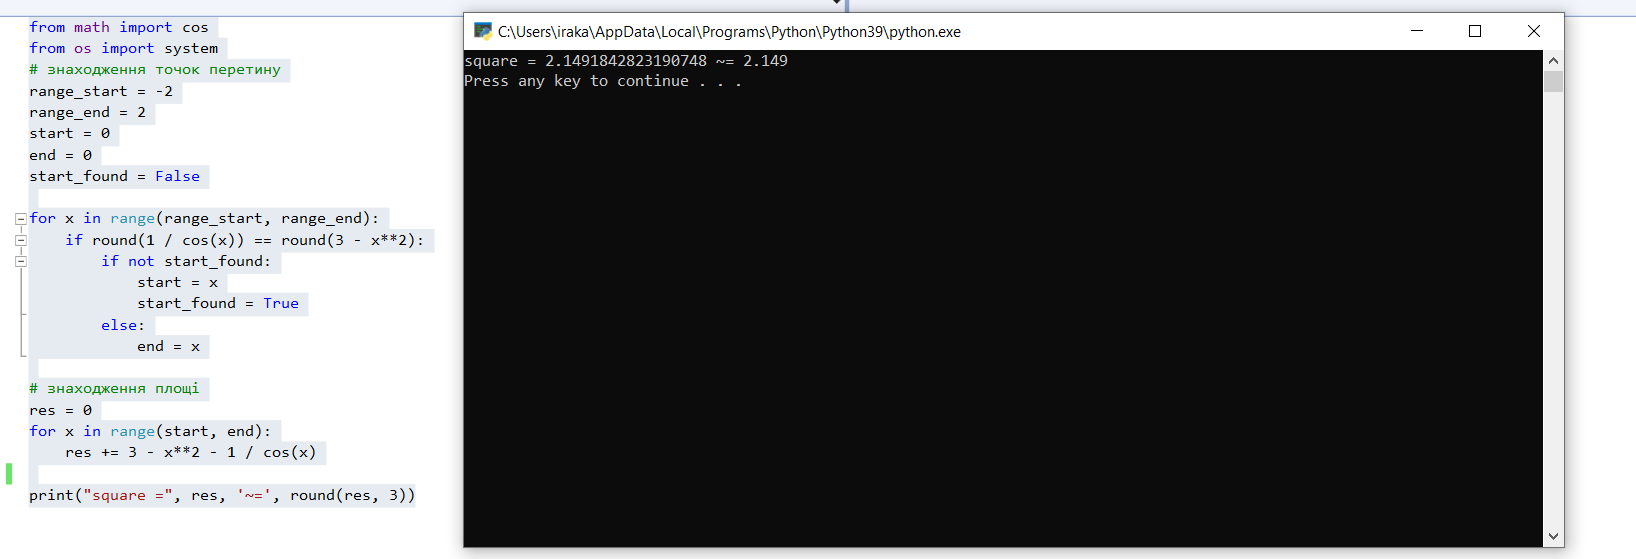 from math import cos
from os import system
# знаходження точок перетину
range_start = -2
range_end = 2
start = 0
end = 0
start_found = False
for x in range(range_start, range_end):
if round(1 / cos(x)) == round(3 - x**2):
if not start_found:
start = x
start_found = True
else:
end = x
# знаходження площі
res = 0
for x in range(start, end):
res += 3 - x**2 - 1 / cos(x)
print("square =", res, '~=', round(res, 3))
C:\Users\iraka\AppData\Local\Programs\Python\Python39\python.exe
square = 2.1491842823190748 ~= 2.149
Press any key to continue . . .